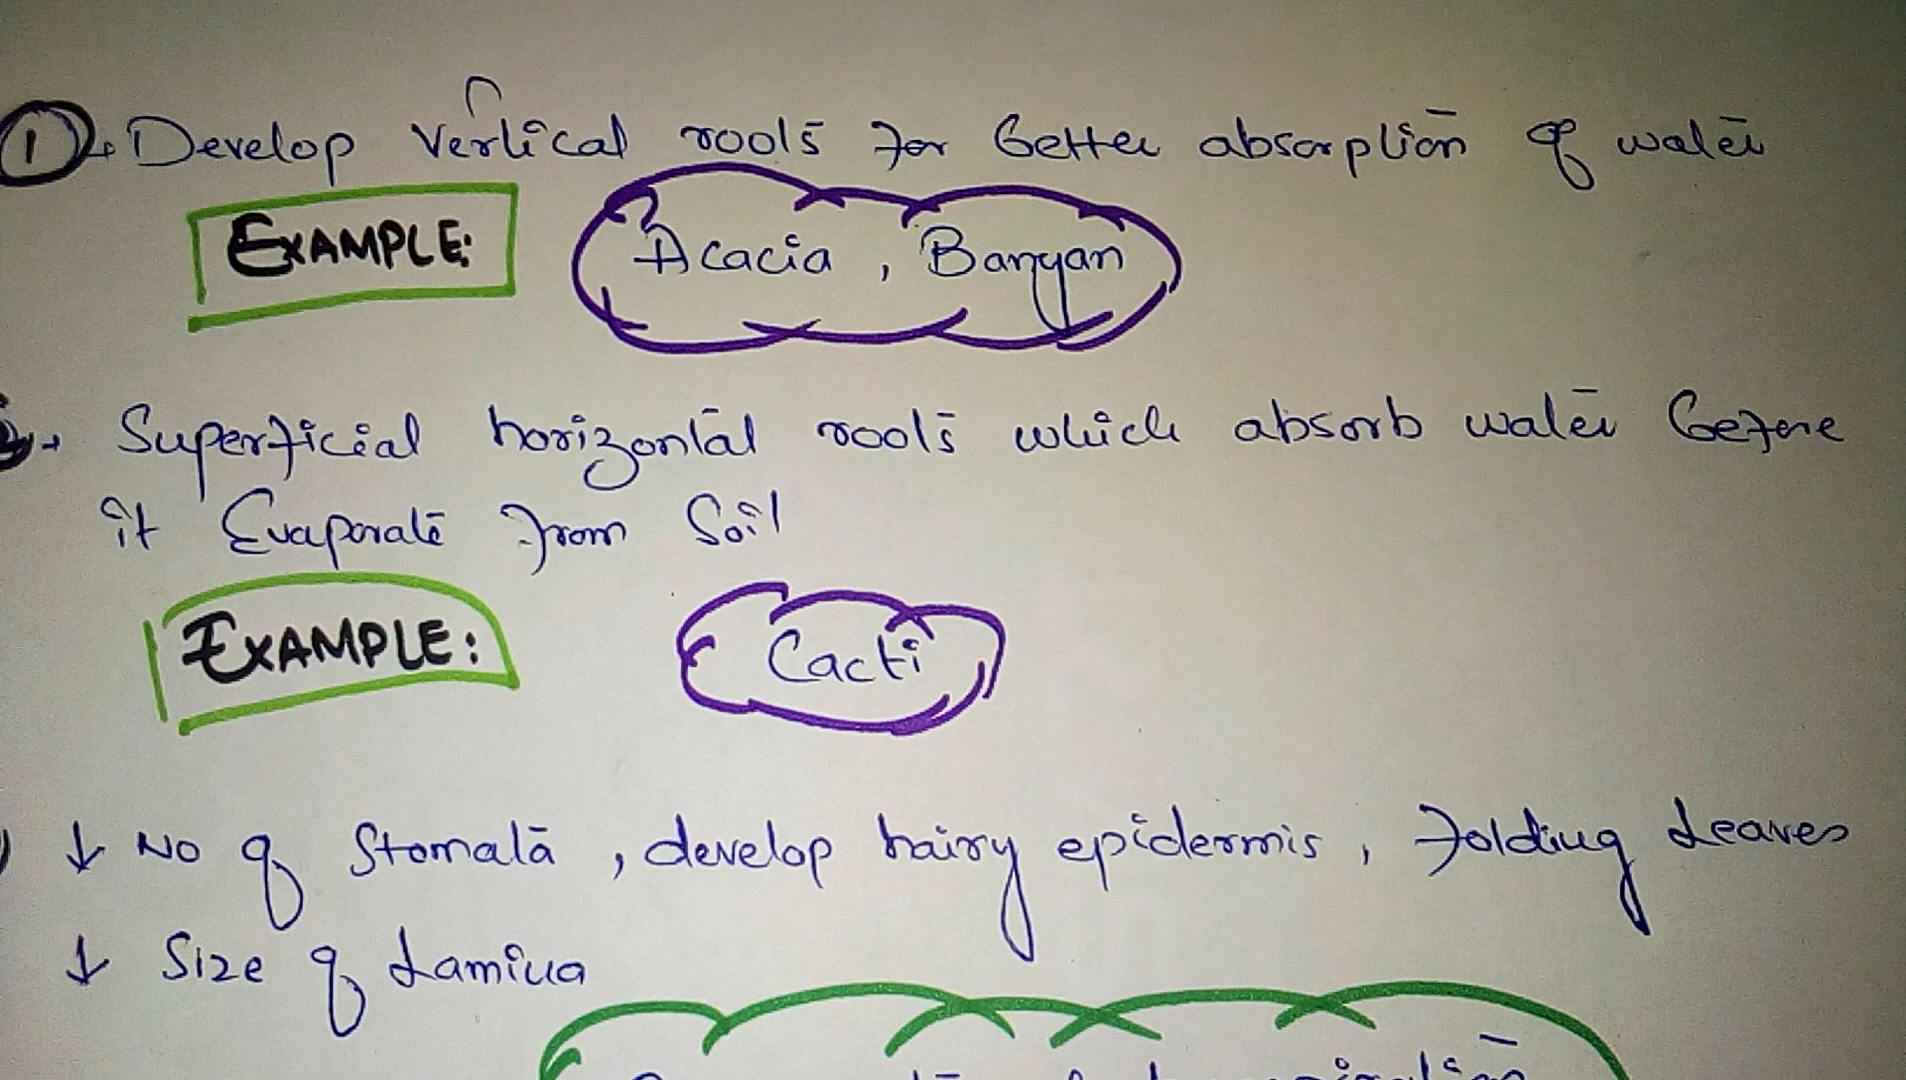 1 Develop vertical roots for better absorption of water
EXAMPLE: Acacia, Banyan
Superficial horizontal roots which absorb water before
it Evaporate from Soil
EXAMPLE: Cacti
↓ No of Stomata, develop hairy epidermis, folding Leaves
↓ Size of Lamina